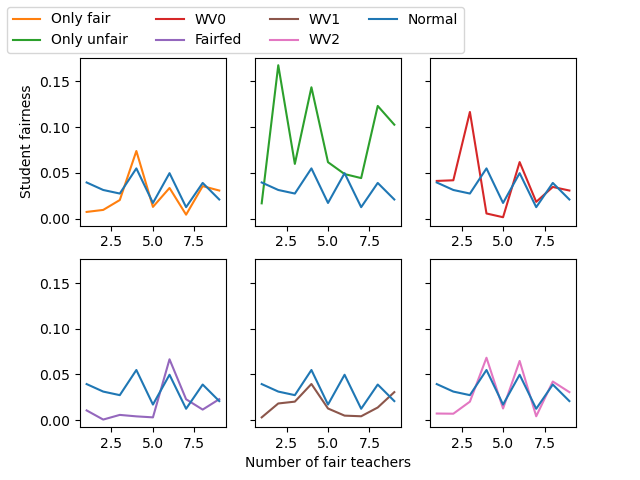 Only fair WV0 WV1 Normal
Only unfair Fairfed WV2
Student fairness
0.15
0.10
0.05
0.00
2.5 5.0 7.5 2.5 5.0 7.5 2.5 5.0 7.5
0.15
0.10
0.05
0.00
2.5 5.0 7.5 2.5 5.0 7.5 2.5 5.0 7.5
Number of fair teachers